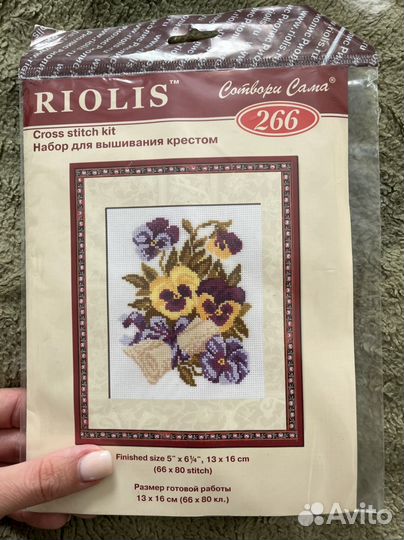 RIOLIS™
Сотвори Сама®
266
Cross stitch kit
Набор для вышивания крестом
Finished size 5" x 6¼", 13 x 16 cm
(66 x 80 stitch)
Размер готовой работы
13 x 16 см (66 x 80 кл.)
Avito